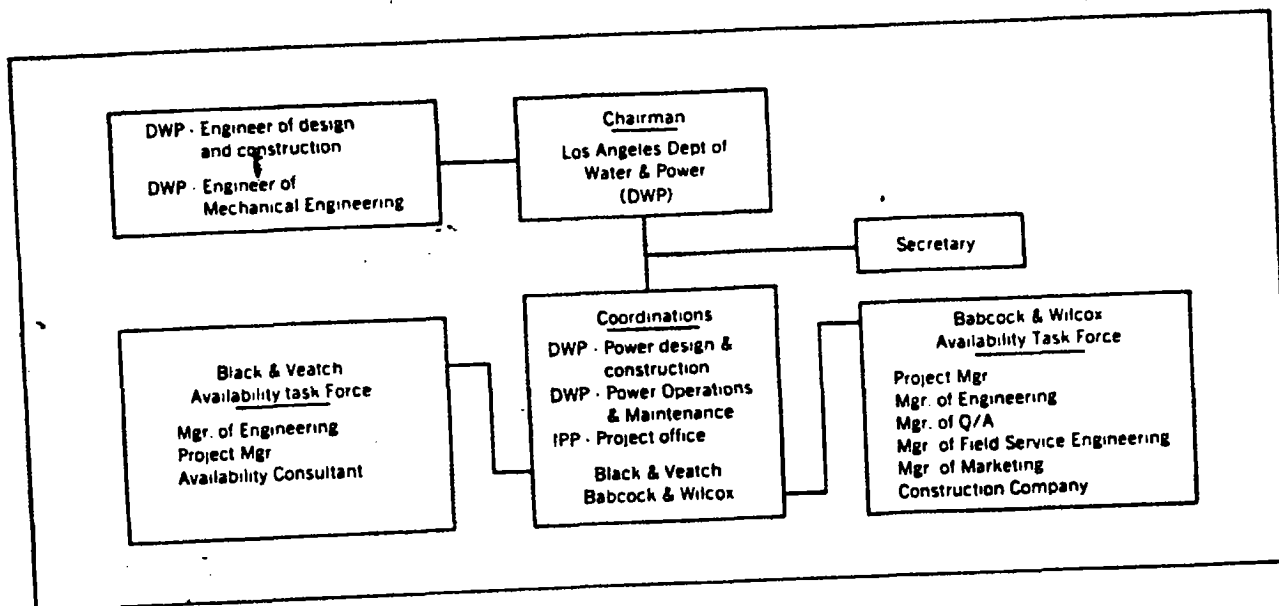 DWP · Engineer of design
and construction
DWP · Engineer of
Mechanical Engineering
Chairman
Los Angeles Dept of
Water & Power
(DWP)
Secretary
Black & Veatch
Availability task Force
Mgr. of Engineering
Project Mgr
Availability Consultant
Coordinations
DWP · Power design &
construction
DWP · Power Operations
& Maintenance
IPP · Project office
Black & Veatch
Babcock & Wilcox
Babcock & Wilcox
Availability Task Force
Project Mgr
Mgr. of Engineering
Mgr. of Q/A
Mgr of Field Service Engineering
Mgr of Marketing
Construction Company